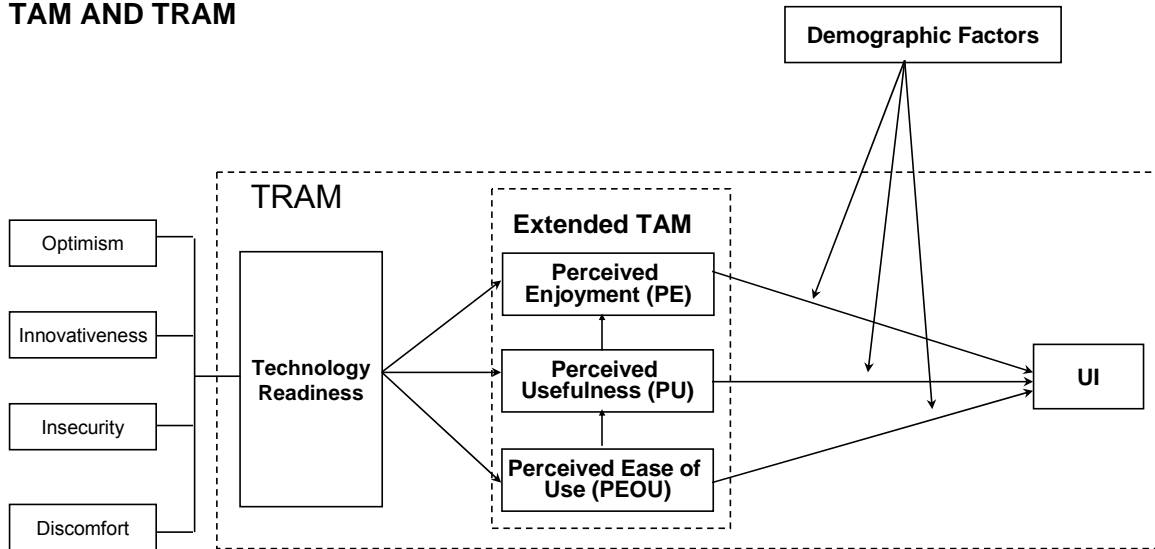 TAM AND TRAM
Demographic Factors
TRAM
Extended TAM
Optimism
Innovativeness
Insecurity
Discomfort
Technology
Readiness
Perceived
Enjoyment (PE)
Perceived
Usefulness (PU)
Perceived Ease of
Use (PEOU)
UI